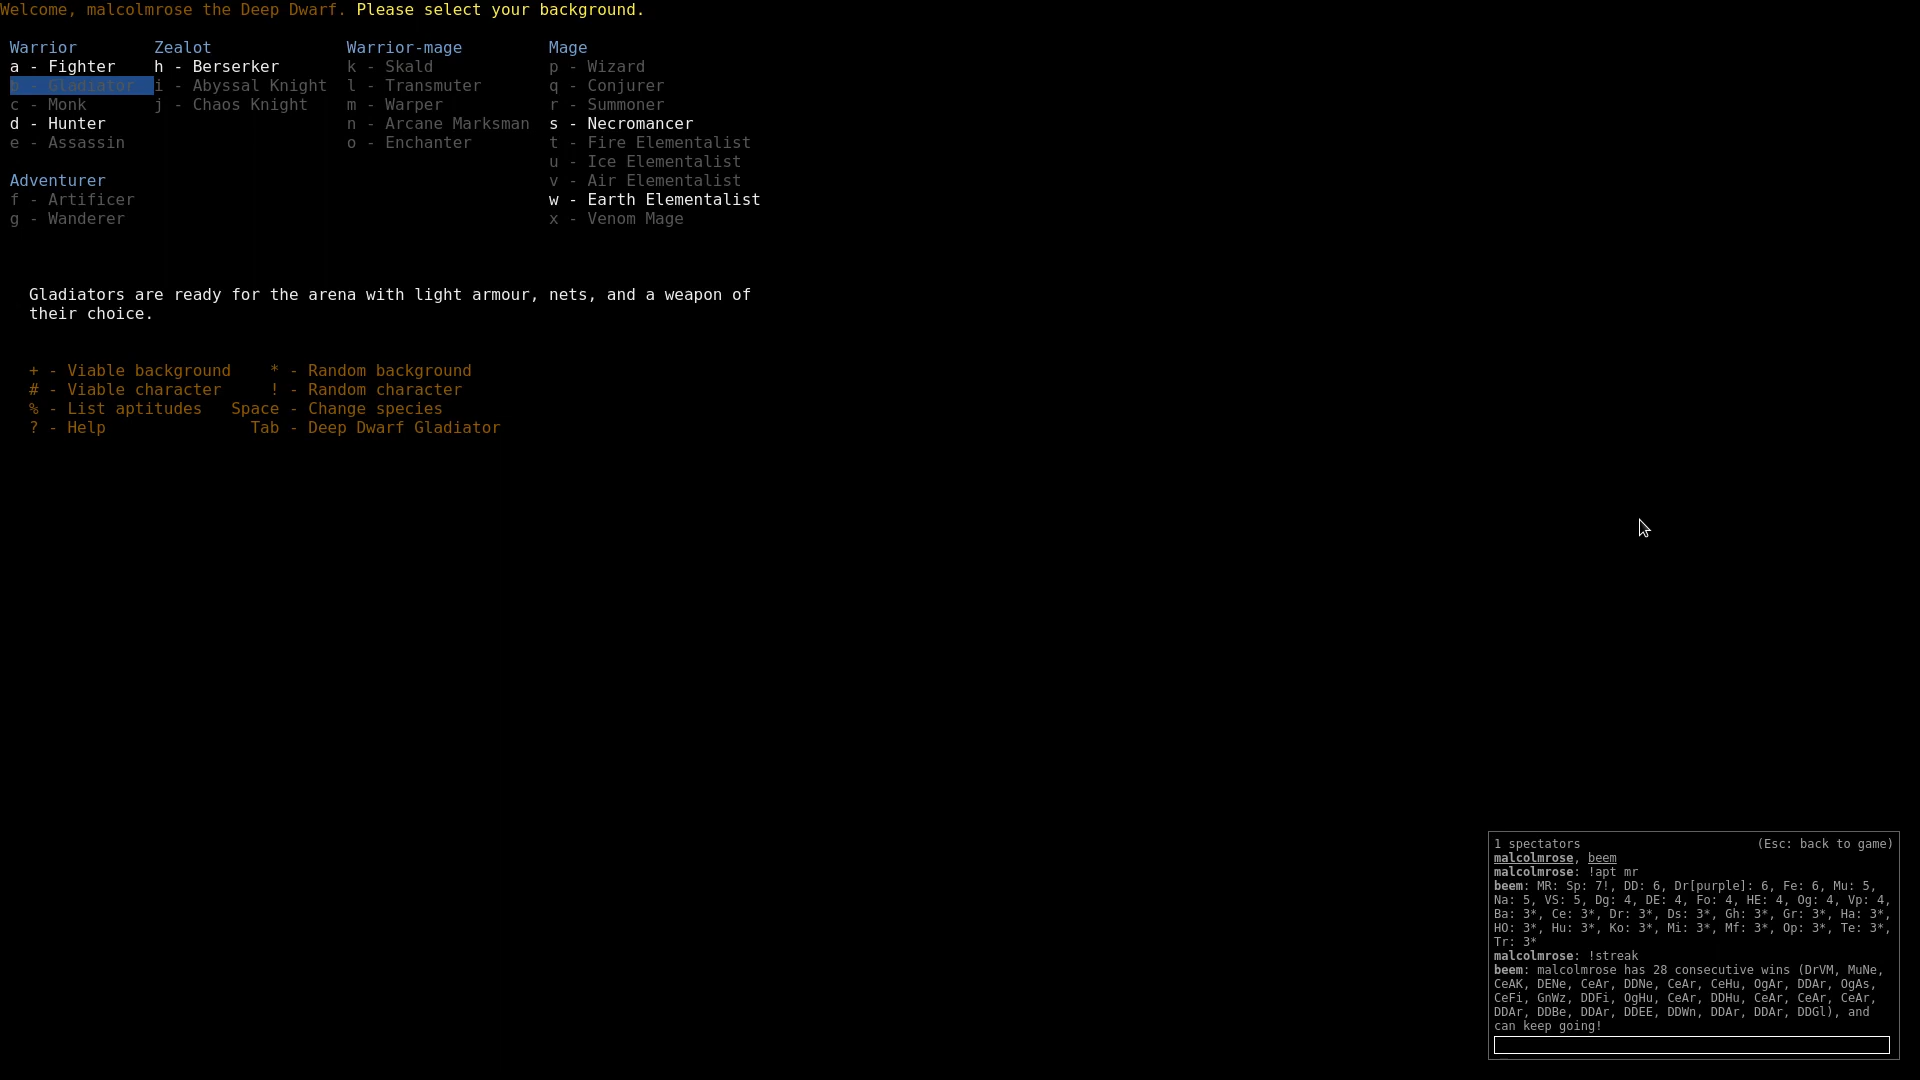 Welcome, malcolmrose the Deep Dwarf. Please select your background.
Warrior Zealot Warrior-mage Mage
a - Fighter h - Berserker k - Skald p - Wizard
b - Gladiator i - Abyssal Knight l - Transmuter q - Conjurer
c - Monk j - Chaos Knight m - Warper r - Summoner
d - Hunter n - Arcane Marksman s - Necromancer
e - Assassin o - Enchanter t - Fire Elementalist
u - Ice Elementalist
Adventurer v - Air Elementalist
f - Artificer w - Earth Elementalist
g - Wanderer x - Venom Mage
Gladiators are ready for the arena with light armour, nets, and a weapon of
their choice.
+ - Viable background * - Random background
# - Viable character ! - Random character
% - List aptitudes Space - Change species
? - Help Tab - Deep Dwarf Gladiator
1 spectators (Esc: back to game)
malcolmrose, beem
malcolmrose: !apt mr
beem: MR: Sp: 7!, DD: 6, Dr[purple]: 6, Fe: 6, Mu: 5,
Na: 5, VS: 5, Dg: 4, DE: 4, Fo: 4, HE: 4, Og: 4, Vp: 4,
Ba: 3*, Ce: 3*, Dr: 3*, Ds: 3*, Gh: 3*, Gr: 3*, Ha: 3*,
HO: 3*, Hu: 3*, Ko: 3*, Mi: 3*, Mf: 3*, Op: 3*, Te: 3*,
Tr: 3*
malcolmrose: !streak
beem: malcolmrose has 28 consecutive wins (DrVM, MuNe,
CeAK, DENe, CeAr, DDNe, CeAr, CeHu, OgAr, DDAr, OgAs,
CeFi, GnWz, DDFi, OgHu, CeAr, DDHu, CeAr, CeAr, CeAr,
DDAr, DDBe, DDAr, DDEE, DDWn, DDAr, DDAr, DDGl), and
can keep going!